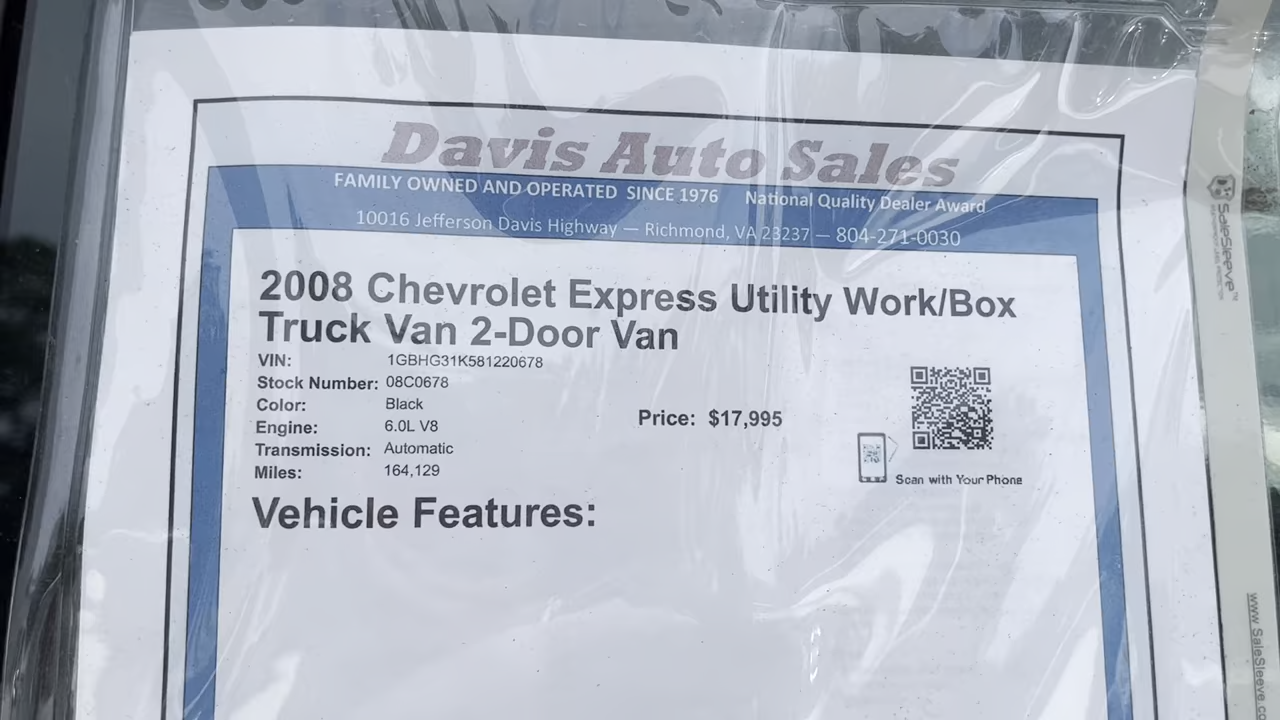 Davis Auto Sales
FAMILY OWNED AND OPERATED SINCE 1976 National Quality Dealer Award
10016 Jefferson Davis Highway — Richmond, VA 23237 — 804-271-0030
2008 Chevrolet Express Utility Work/Box
Truck Van 2-Door Van
VIN: 1GBHG31K581220678
Stock Number: 08C0678
Color: Black
Engine: 6.0L V8
Transmission: Automatic
Miles: 164,129
Price: $17,995
Scan with Your Phone
Vehicle Features:
SaleSleeve™
www.SaleSleeve.co